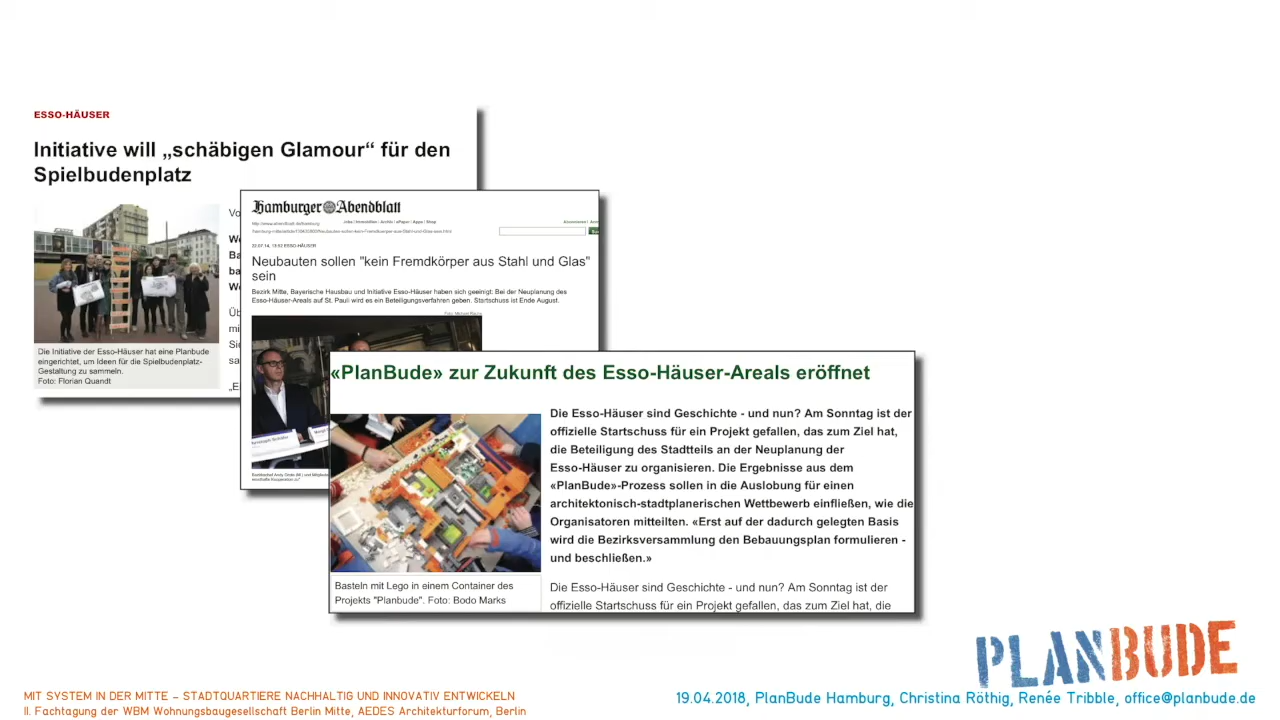 ESSO-HÄUSER
Initiative will „schäbigen Glamour“ für den
Spielbudenplatz
Die Initiative der Esso-Häuser hat eine Planbude
eingerichtet, um Ideen für die Spielbudenplatz-
Gestaltung zu sammeln.
Foto: Florian Quandt
Hamburger Abendblatt
Jobs | Immobilien | Archiv | ePaper | Apps | Shop
ESSO-HÄUSER
Neubauten sollen "kein Fremdkörper aus Stahl und Glas"
sein
Bezirk Mitte, Bayerische Hausbau und Initiative Esso-Häuser haben sich geeinigt: Bei der Neuplanung des
Esso-Häuser-Areals auf St. Pauli wird es ein Beteiligungsverfahren geben. Startschuss ist Ende August.
«PlanBude» zur Zukunft des Esso-Häuser-Areals eröffnet
Die Esso-Häuser sind Geschichte - und nun? Am Sonntag ist der
offizielle Startschuss für ein Projekt gefallen, das zum Ziel hat,
die Beteiligung des Stadtteils an der Neuplanung der
Esso-Häuser zu organisieren. Die Ergebnisse aus dem
«PlanBude»-Prozess sollen in die Auslobung für einen
architektonisch-stadtplanerischen Wettbewerb einfließen, wie die
Organisatoren mitteilten. «Erst auf der dadurch gelegten Basis
wird die Bezirksversammlung den Bebauungsplan formulieren -
und beschließen.»
Basteln mit Lego in einem Container des
Projekts "Planbude". Foto: Bodo Marks
Die Esso-Häuser sind Geschichte - und nun? Am Sonntag ist der
offizielle Startschuss für ein Projekt gefallen, das zum Ziel hat, die
PLANBUDE
MIT SYSTEM IN DER MITTE – STADTQUARTIERE NACHHALTIG UND INNOVATIV ENTWICKELN
II. Fachtagung der WBM Wohnungsbaugesellschaft Berlin Mitte, AEDES Architekturforum, Berlin
19.04.2018, PlanBude Hamburg, Christina Röthig, Renée Tribble, office@planbude.de